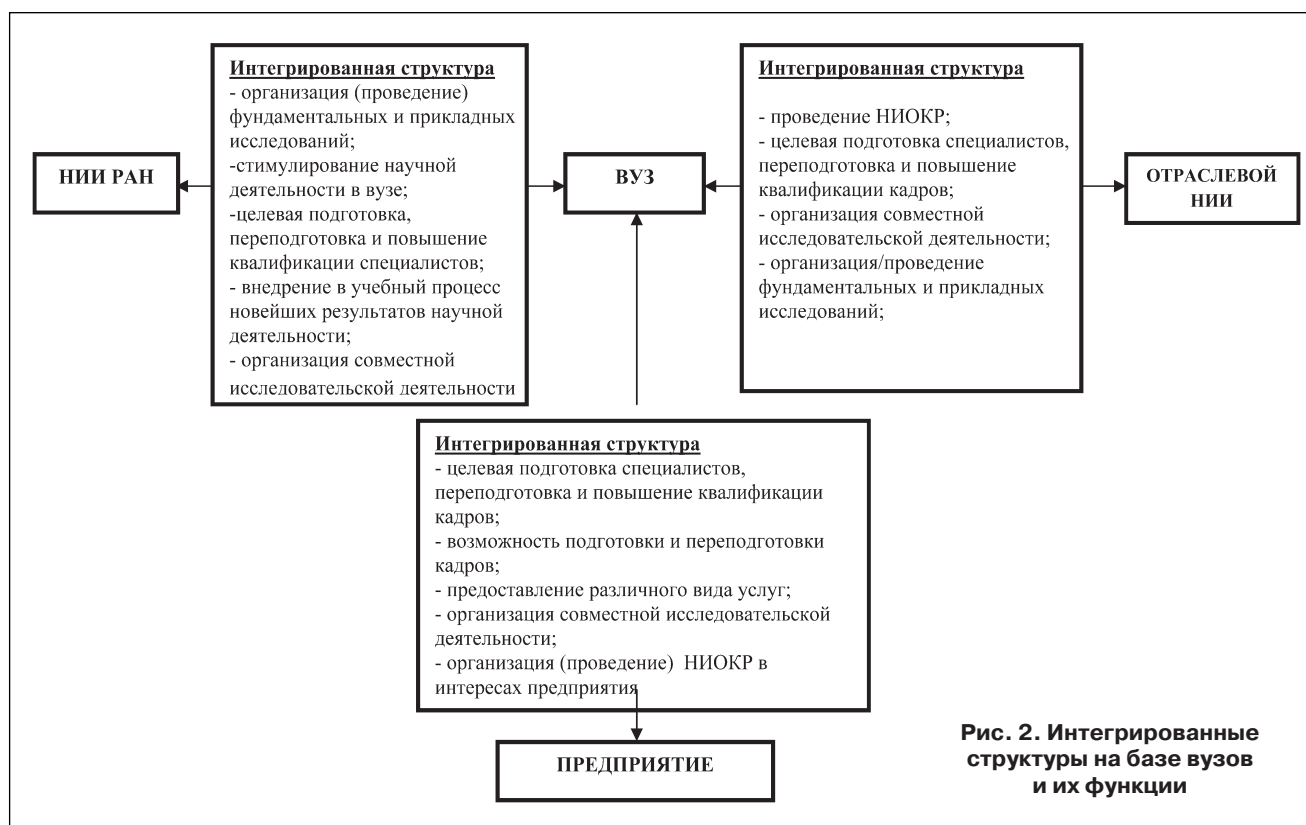 Интегрированная структура
- организация (проведение)
фундаментальных и прикладных
исследований;
-стимулирование научной
деятельности в вузе;
-целевая подготовка,
переподготовка и повышение
квалификации специалистов;
- внедрение в учебный процесс
новейших результатов научной
деятельности;
- организация совместной
исследовательской деятельности
НИИ РАН
ВУЗ
Интегрированная структура
- проведение НИОКР;
- целевая подготовка специалистов,
переподготовка и повышение
квалификации кадров;
- организация совместной
исследовательской деятельности;
- организация/проведение
фундаментальных и прикладных
исследований;
ОТРАСЛЕВОЙ
НИИ
Интегрированная структура
- целевая подготовка специалистов,
переподготовка и повышение квалификации
кадров;
- возможность подготовки и переподготовки
кадров;
- предоставление различного вида услуг;
- организация совместной исследовательской
деятельности;
- организация (проведение) НИОКР в
интересах предприятия
ПРЕДПРИЯТИЕ
Рис. 2. Интегрированные
структуры на базе вузов
и их функции